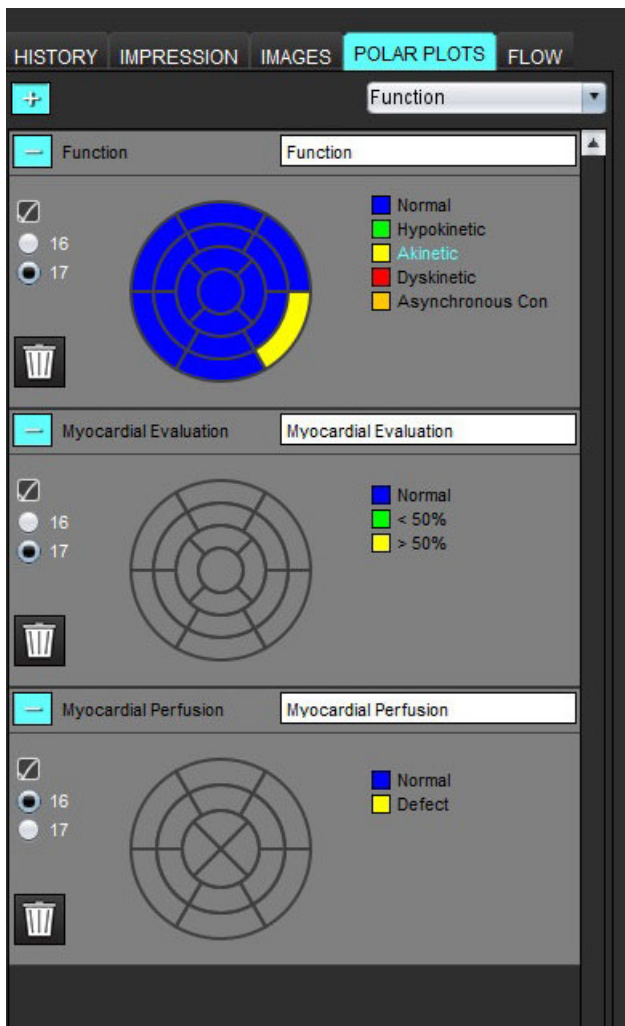 HISTORY IMPRESSION IMAGES POLAR PLOTS FLOW
Function
Function Function
Normal
Hypokinetic
Akinetic
Dyskinetic
Asynchronous Con
16
17
Myocardial Evaluation Myocardial Evaluation
Normal
< 50%
> 50%
16
17
Myocardial Perfusion Myocardial Perfusion
Normal
Defect
16
17